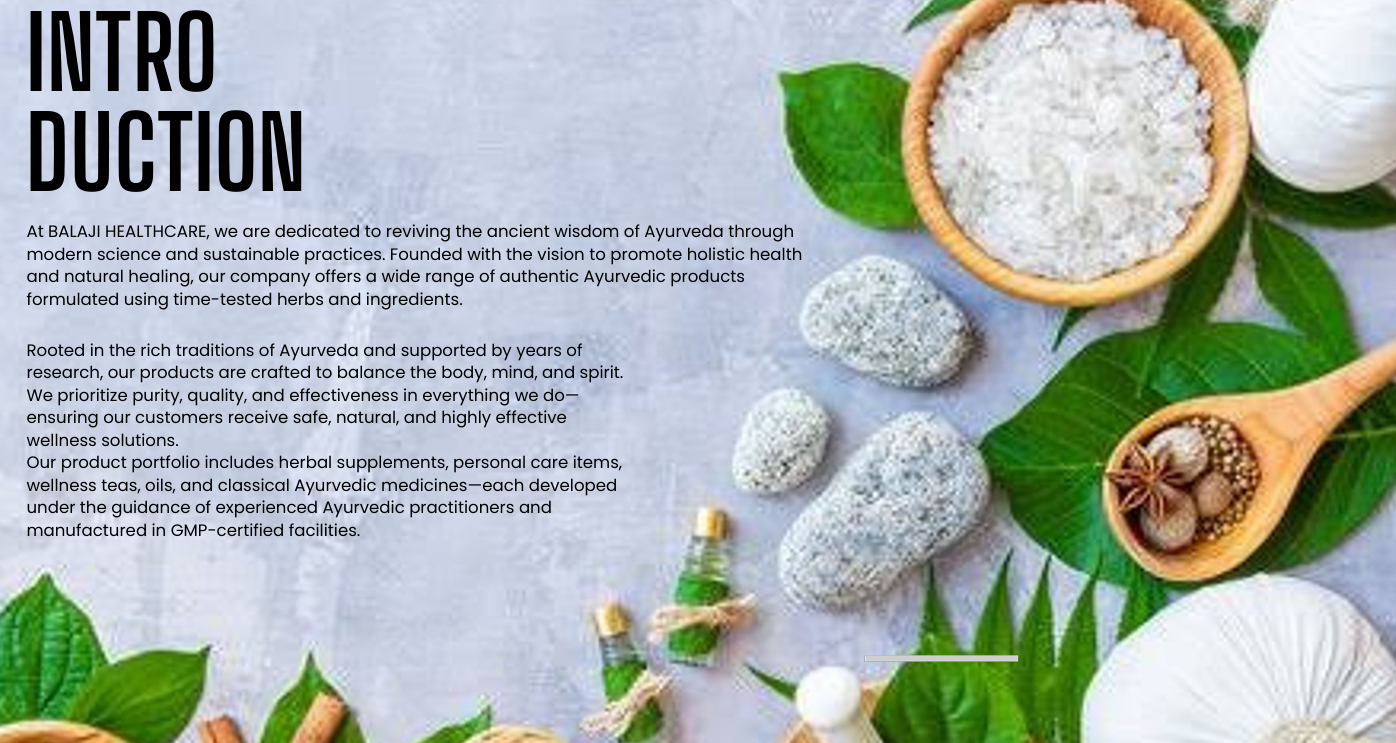 INTRO
DUCTION
At BALAJI HEALTHCARE, we are dedicated to reviving the ancient wisdom of Ayurveda through
modern science and sustainable practices. Founded with the vision to promote holistic health
and natural healing, our company offers a wide range of authentic Ayurvedic products
formulated using time-tested herbs and ingredients.
Rooted in the rich traditions of Ayurveda and supported by years of
research, our products are crafted to balance the body, mind, and spirit.
We prioritize purity, quality, and effectiveness in everything we do—
ensuring our customers receive safe, natural, and highly effective
wellness solutions.
Our product portfolio includes herbal supplements, personal care items,
wellness teas, oils, and classical Ayurvedic medicines—each developed
under the guidance of experienced Ayurvedic practitioners and
manufactured in GMP-certified facilities.